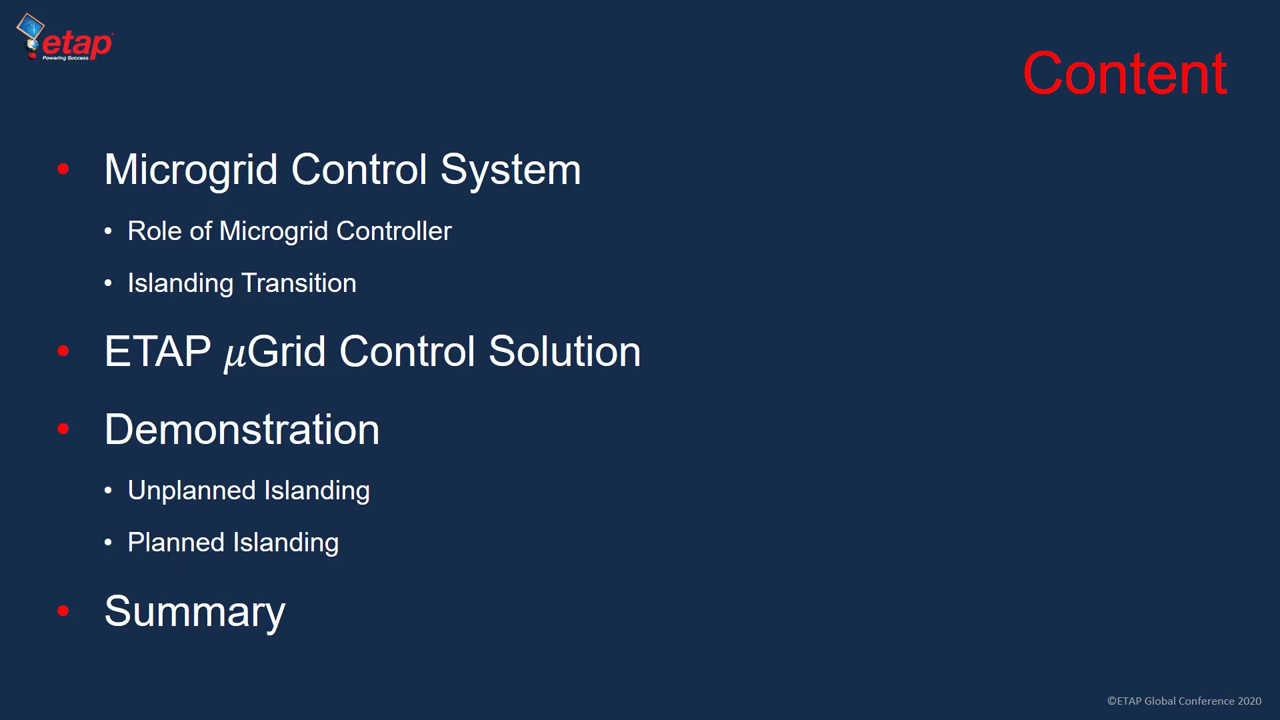 etap
Powering Success
Content
• Microgrid Control System
• Role of Microgrid Controller
• Islanding Transition
• ETAP 𝜇Grid Control Solution
• Demonstration
• Unplanned Islanding
• Planned Islanding
• Summary
©ETAP Global Conference 2020